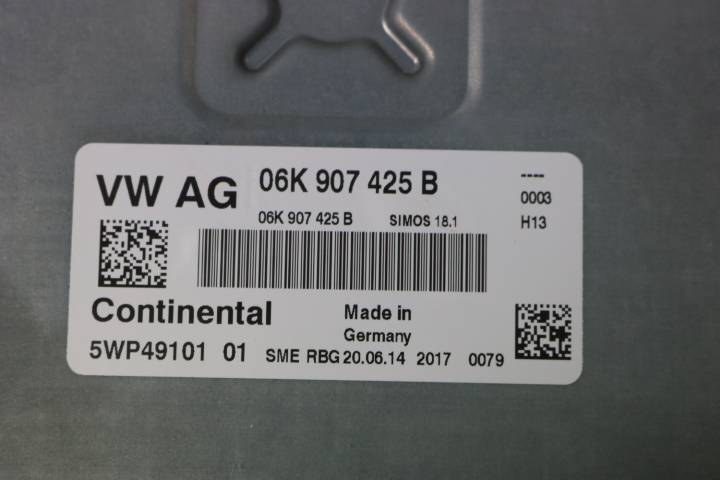 VW AG 06K 907 425 B ----
06K 907 425 B SIMOS 18.1 0003
H13
Continental Made in
Germany
5WP49101 01 SME RBG 20.06.14 2017 0079